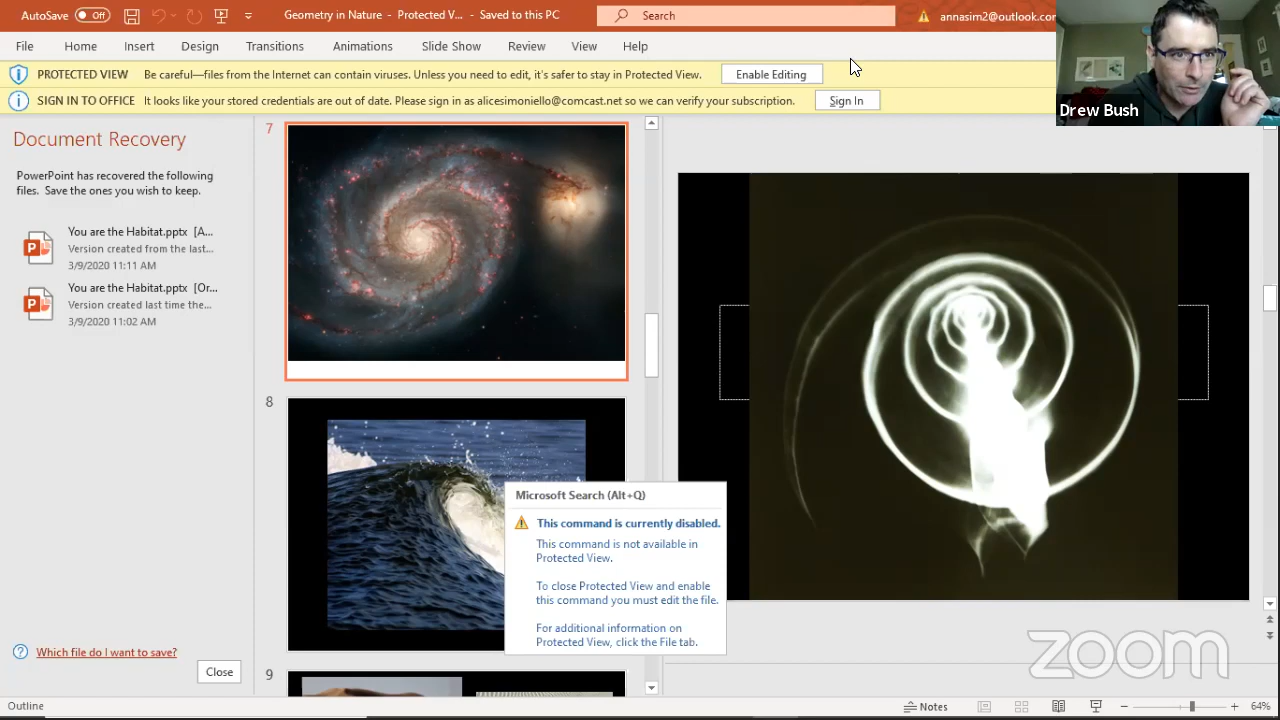 AutoSave
Off
Geometry in Nature - Protected V... - Saved to this PC
Search
annasim2@outlook.com
File Home Insert Design Transitions Animations Slide Show Review View Help
PROTECTED VIEW Be careful—files from the Internet can contain viruses. Unless you need to edit, it's safer to stay in Protected View. Enable Editing
SIGN IN TO OFFICE It looks like your stored credentials are out of date. Please sign in as alicesimoniello@comcast.net so we can verify your subscription. Sign In
Drew Bush
Document Recovery
PowerPoint has recovered the following
files. Save the ones you wish to keep.
You are the Habitat.pptx [A...
Version created from the last...
3/9/2020 11:11 AM
You are the Habitat.pptx [Or...
Version created last time the...
3/9/2020 11:02 AM
Which file do I want to save?
Close
7
8
9
Microsoft Search (Alt+Q)
This command is currently disabled.
This command is not available in
Protected View.
To close Protected View and enable
this command you must edit the file.
For additional information on
Protected View, click the File tab.
zoom
Outline
Notes
64%